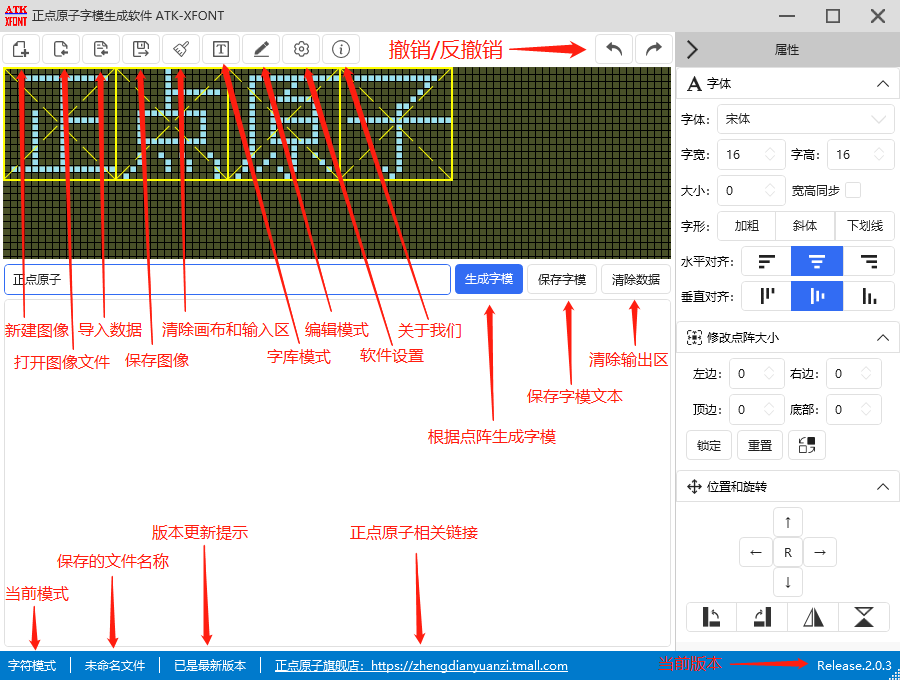 ATK
XFONT
正点原子字模生成软件 ATK-XFONT
撤销/反撤销
属性
正点原子
A 字体
字体: 宋体
字宽: 16 字高: 16
大小: 0 宽高同步
字形: 加粗 斜体 下划线
水平对齐:
垂直对齐:
正点原子 生成字模 保存字模 清除数据
新建图像 导入数据 清除画布和输入区 编辑模式 关于我们
打开图像文件 保存图像 字库模式 软件设置
清除输出区
保存字模文本
根据点阵生成字模
修改点阵大小
左边: 0 右边: 0
顶边: 0 底部: 0
锁定 重置
位置和旋转
R
版本更新提示 正点原子相关链接
保存的文件名称
当前模式
当前版本
字符模式 未命名文件 已是最新版本 正点原子旗舰店: https://zhengdianyuanzi.tmall.com Release.2.0.3